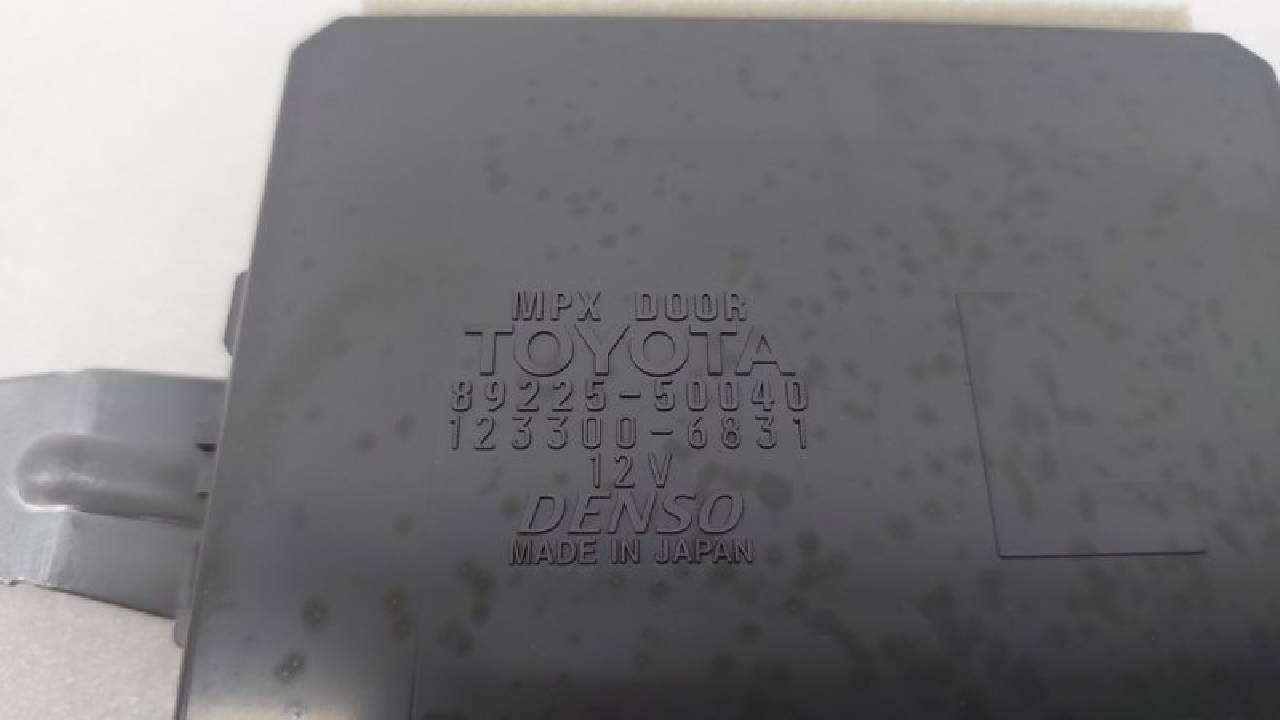 MPX DOOR
TOYOTA
89225-50040
123300-6831
12V
DENSO
MADE IN JAPAN